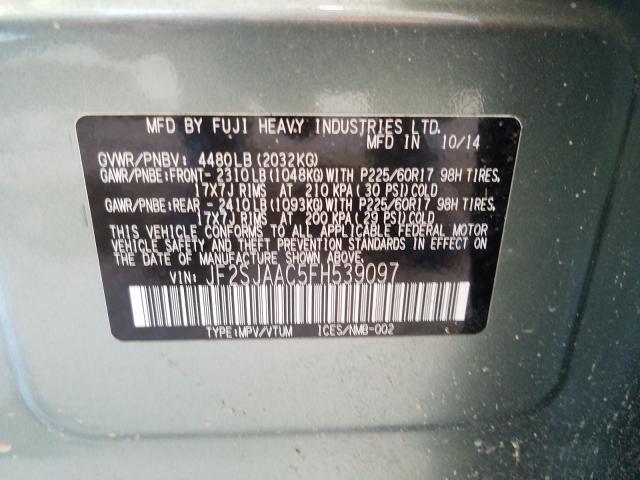 MFD BY FUJI HEAVY INDUSTRIES LTD.
MFD IN 10/14
GVWR/PNBV: 4480LB (2032KG)
GAWR/PNBE:FRONT- 2310LB(1048KG)WITH P225/60R17 98H TIRES,
17X7J RIMS AT 210 KPA(30 PSI)COLD
GAWR/PNBE:REAR - 2410LB(1093KG)WITH P225/60R17 98H TIRES,
17X7J RIMS AT 200 KPA(29 PSI)COLD
THIS VEHICLE CONFORMS TO ALL APPLICABLE FEDERAL MOTOR
VEHICLE SAFETY AND THEFT PREVENTION STANDARDS IN EFFECT ON
THE DATE OF MANUFACTURE SHOWN ABOVE.
VIN: JF2SJAAC5FH539097
TYPE:MPV/VTUM ICES/NMB-002